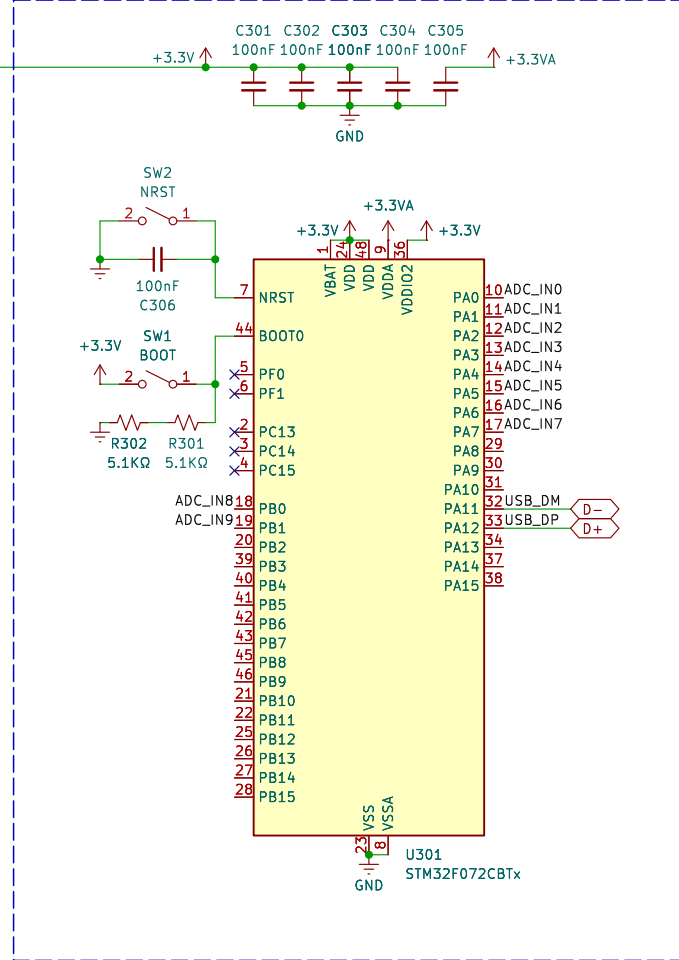 C301 C302 C303 C304 C305
100nF 100nF 100nF 100nF 100nF
+3.3V +3.3VA
GND
SW2
NRST
2 1
100nF
C306
+3.3VA
+3.3V +3.3V
1 24 48 9 36
VBAT VDD VDD VDDA VDDIO2
7 NRST
44 BOOT0
SW1
BOOT
+3.3V
2 1
R302 R301
5.1KΩ 5.1KΩ
5 PF0
6 PF1
2 PC13
3 PC14
4 PC15
ADC_IN8 18 PB0
ADC_IN9 19 PB1
20 PB2
39 PB3
40 PB4
41 PB5
42 PB6
43 PB7
45 PB8
46 PB9
21 PB10
22 PB11
25 PB12
26 PB13
27 PB14
28 PB15
PA0 10 ADC_IN0
PA1 11 ADC_IN1
PA2 12 ADC_IN2
PA3 13 ADC_IN3
PA4 14 ADC_IN4
PA5 15 ADC_IN5
PA6 16 ADC_IN6
PA7 17 ADC_IN7
PA8 29
PA9 30
PA10 31
PA11 32 USB_DM D-
PA12 33 USB_DP D+
PA13 34
PA14 37
PA15 38
VSS VSSA
23 8
GND
U301
STM32F072CBTx